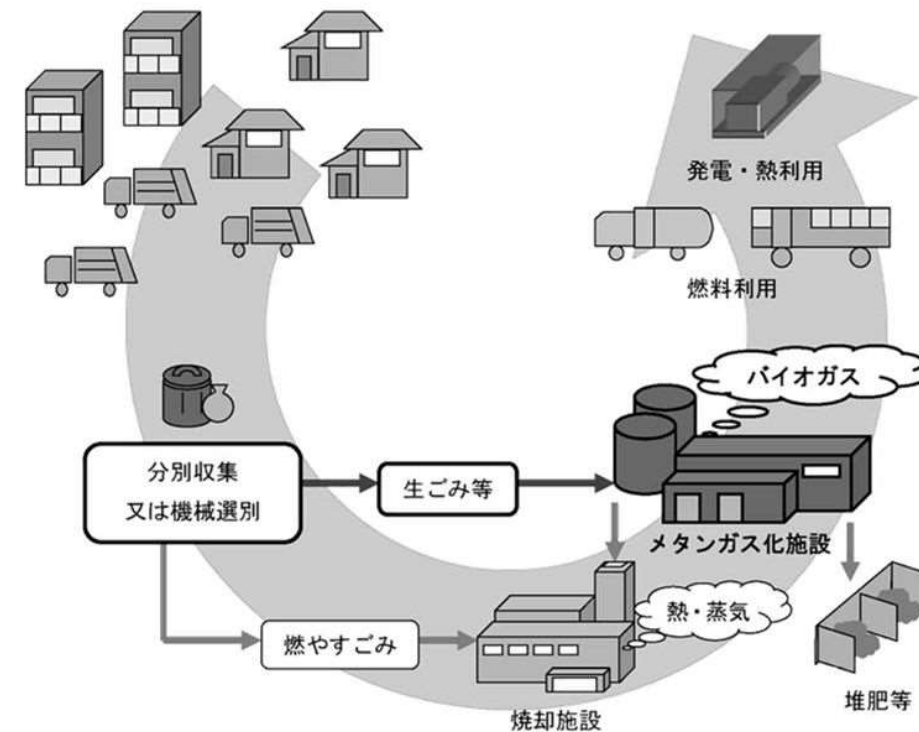 発電・熱利用
燃料利用
バイオガス
分別収集
又は機械選別
生ごみ等
メタンガス化施設
熱・蒸気
燃やすごみ
堆肥等
焼却施設